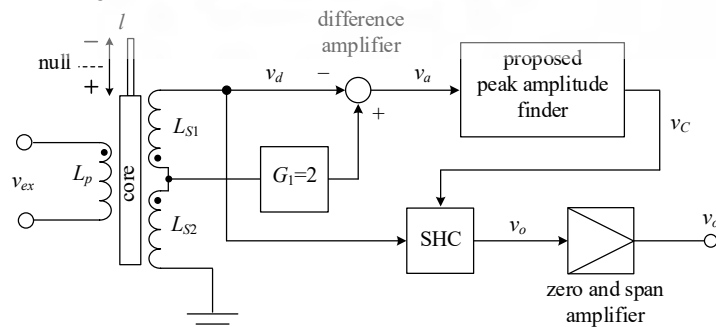 difference
amplifier
l
−
null
+
v_d
−
v_a
+
proposed
peak amplitude
finder
v_C
L_S1
G_1=2
v_ex
L_p
core
L_S2
SHC
v_o
v_o
zero and span
amplifier